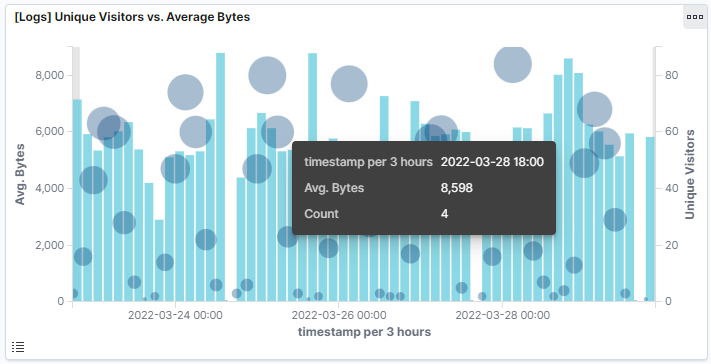 [Logs] Unique Visitors vs. Average Bytes
8,000
6,000
4,000
2,000
0
Avg. Bytes
80
60
40
20
0
Unique Visitors
timestamp per 3 hours 2022-03-28 18:00
Avg. Bytes 8,598
Count 4
2022-03-24 00:00 2022-03-26 00:00 2022-03-28 00:00
timestamp per 3 hours